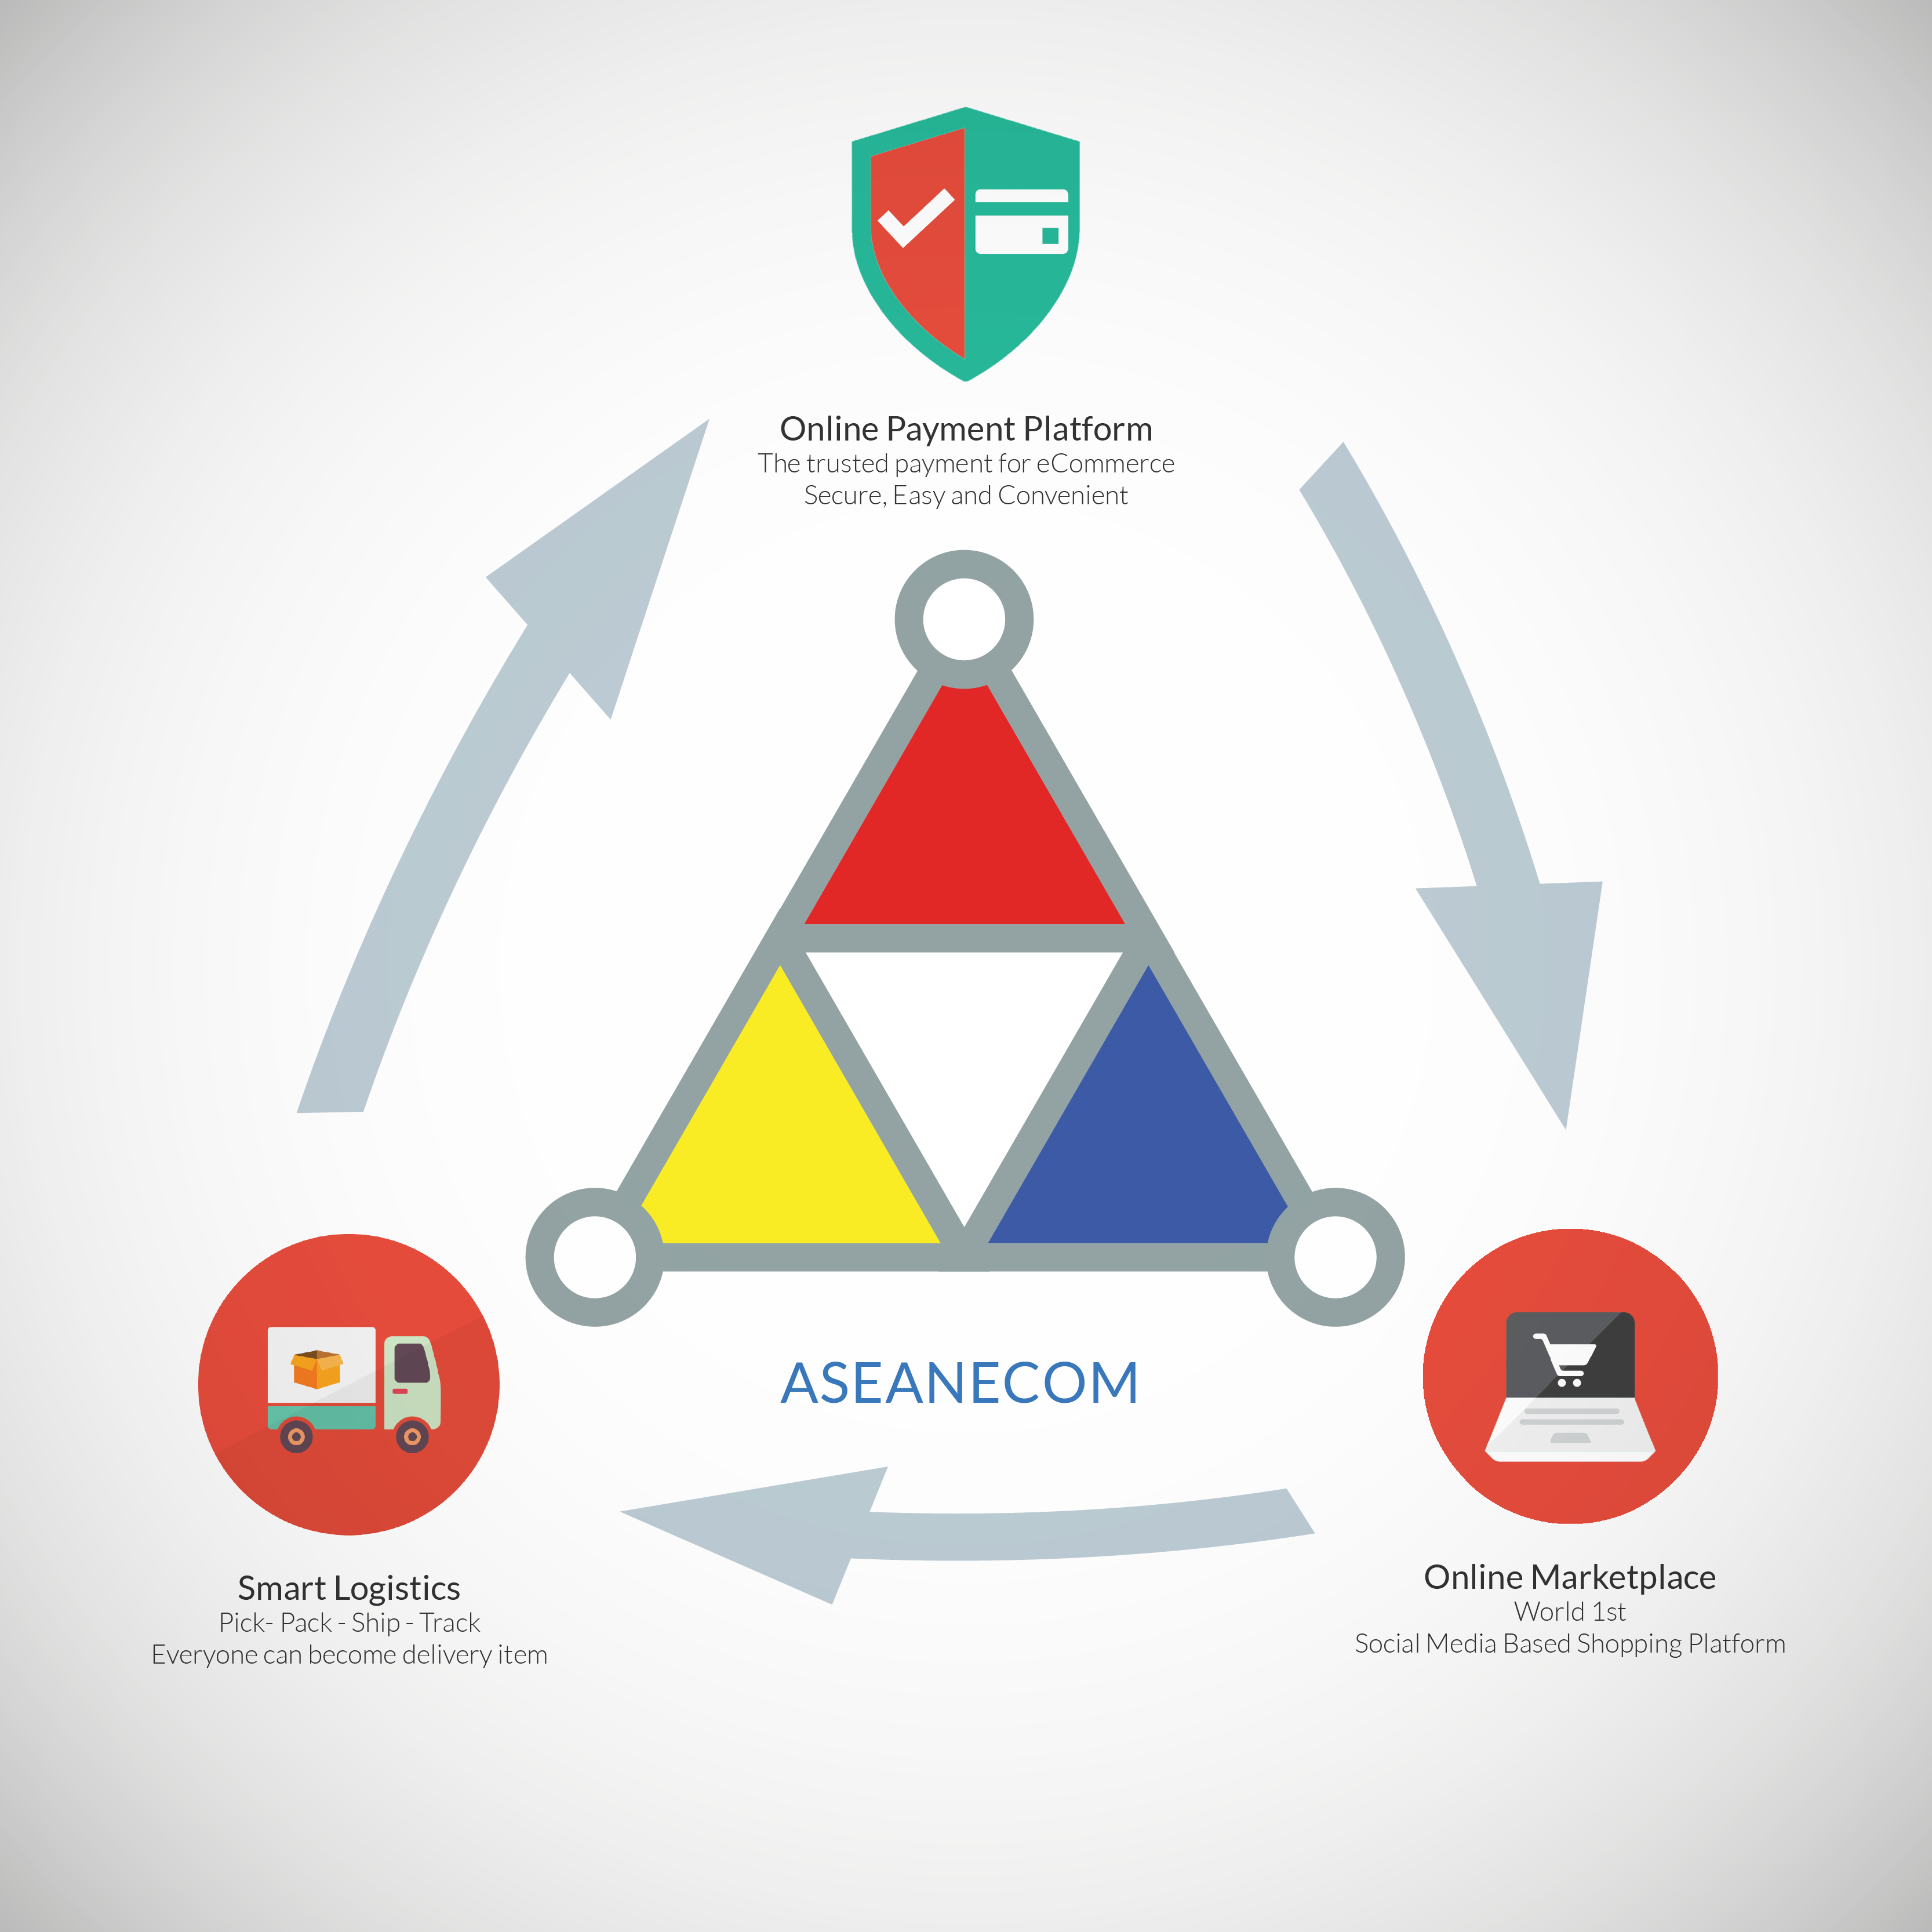 Online Payment Platform
The trusted payment for eCommerce
Secure, Easy and Convenient
ASEANECOM
Smart Logistics
Pick- Pack - Ship - Track
Everyone can become delivery item
Online Marketplace
World 1st
Social Media Based Shopping Platform